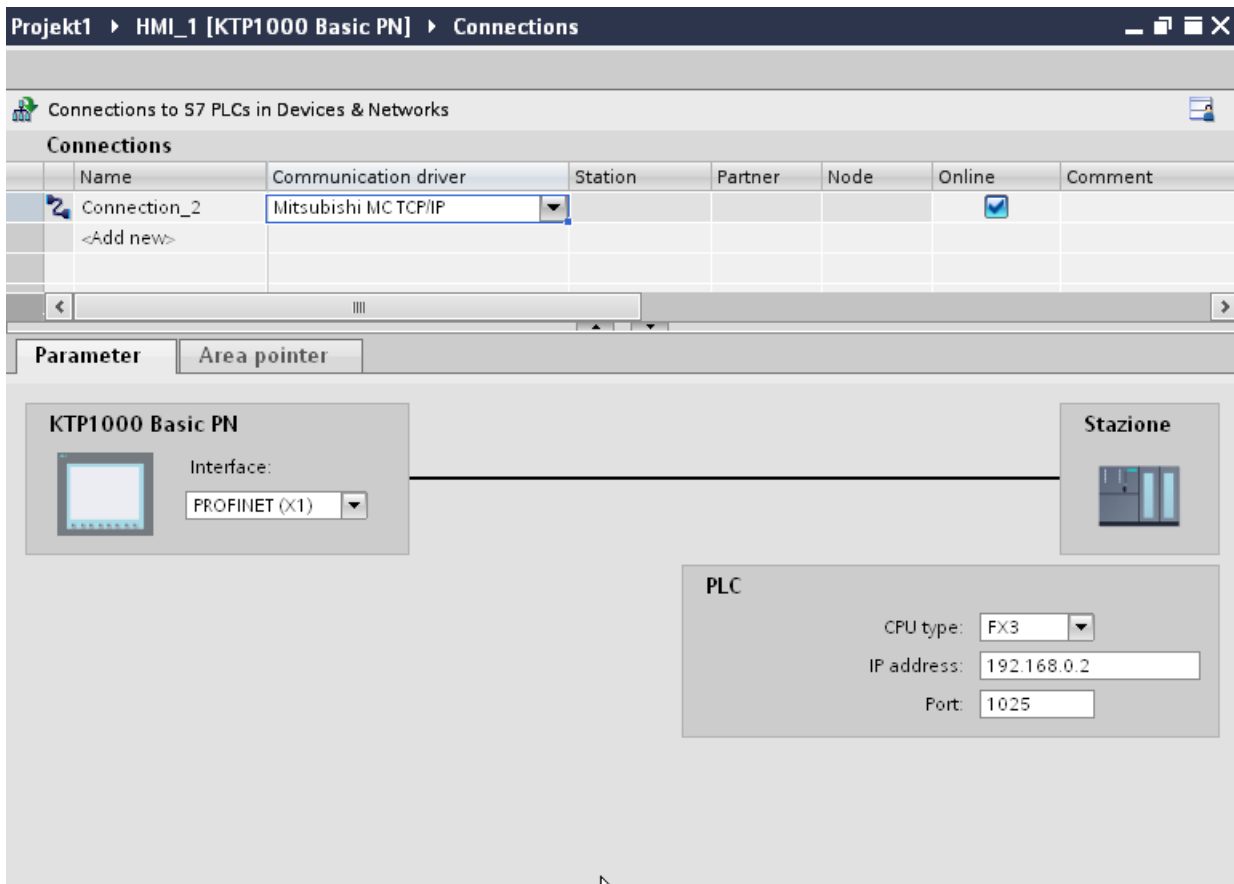 Projekt1 ▸ HMI_1 [KTP1000 Basic PN] ▸ Connections
Connections to S7 PLCs in Devices & Networks
Connections
Name Communication driver Station Partner Node Online Comment
Connection_2 Mitsubishi MC TCP/IP
<Add new>
Parameter Area pointer
KTP1000 Basic PN
Stazione
Interface:
PROFINET (X1)
PLC
CPU type: FX3
IP address: 192.168.0.2
Port: 1025